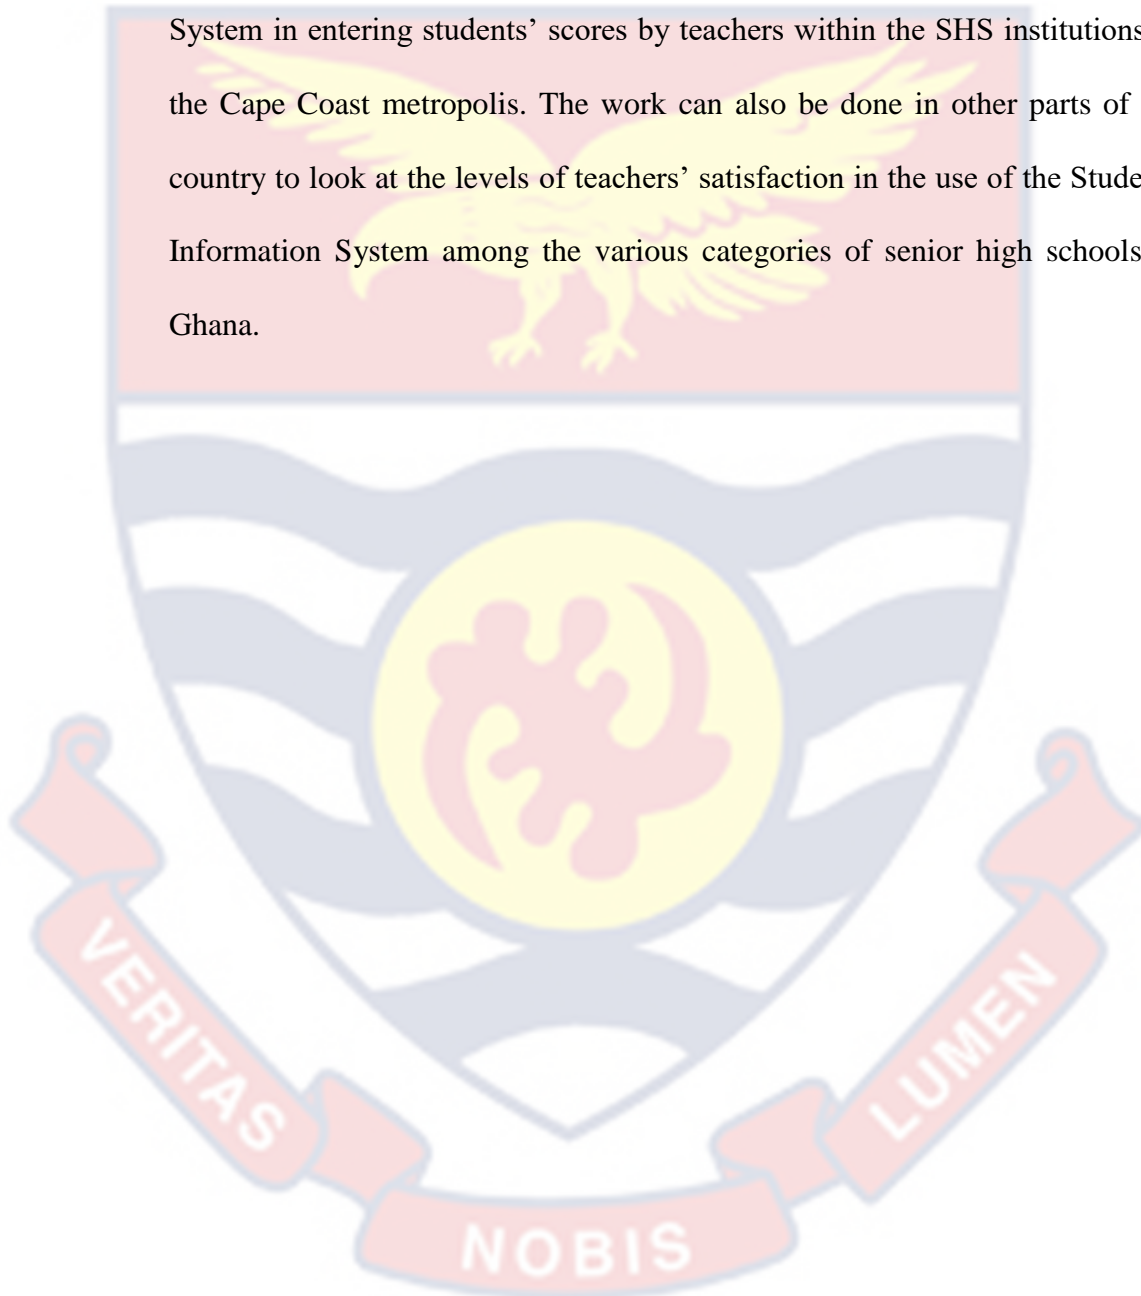 System in entering students’ scores by teachers within the SHS institutions
the Cape Coast metropolis. The work can also be done in other parts of
country to look at the levels of teachers’ satisfaction in the use of the Stude
Information System among the various categories of senior high schools
Ghana.
VERITAS
NOBIS
LUMEN